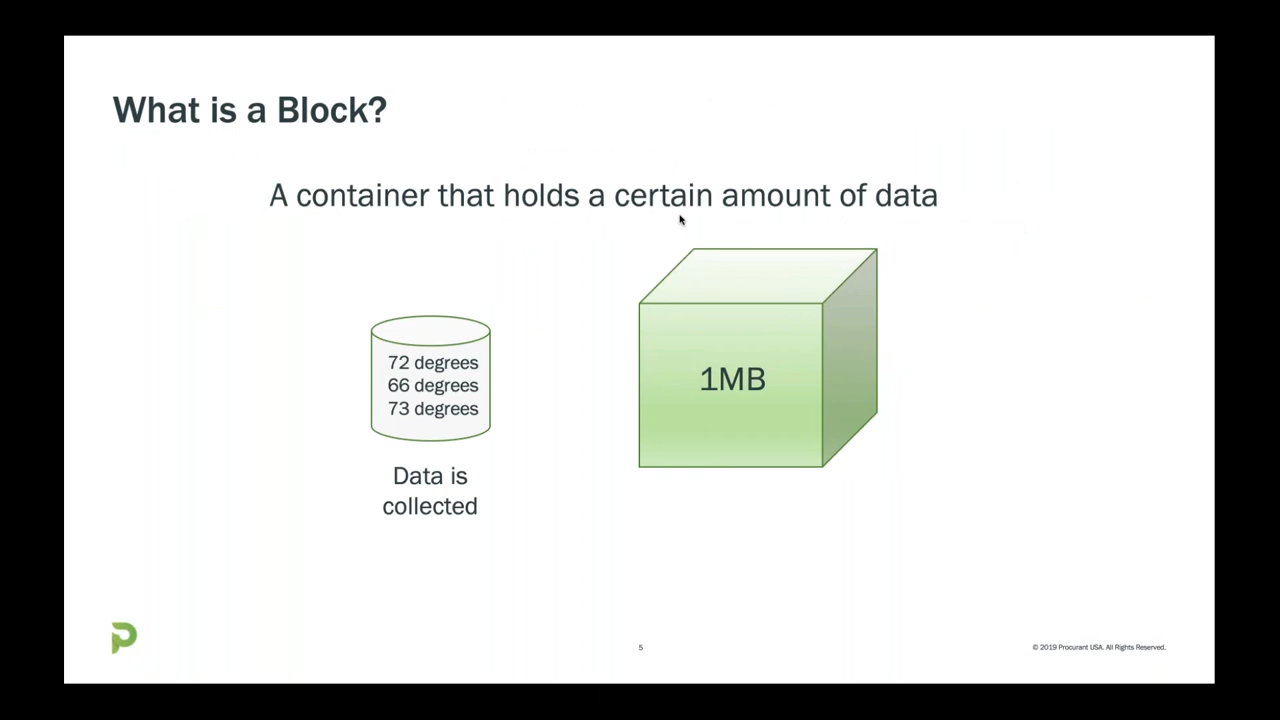 What is a Block?
A container that holds a certain amount of data
72 degrees
66 degrees
73 degrees
1MB
Data is
collected
5
© 2019 Procurant USA. All Rights Reserved.